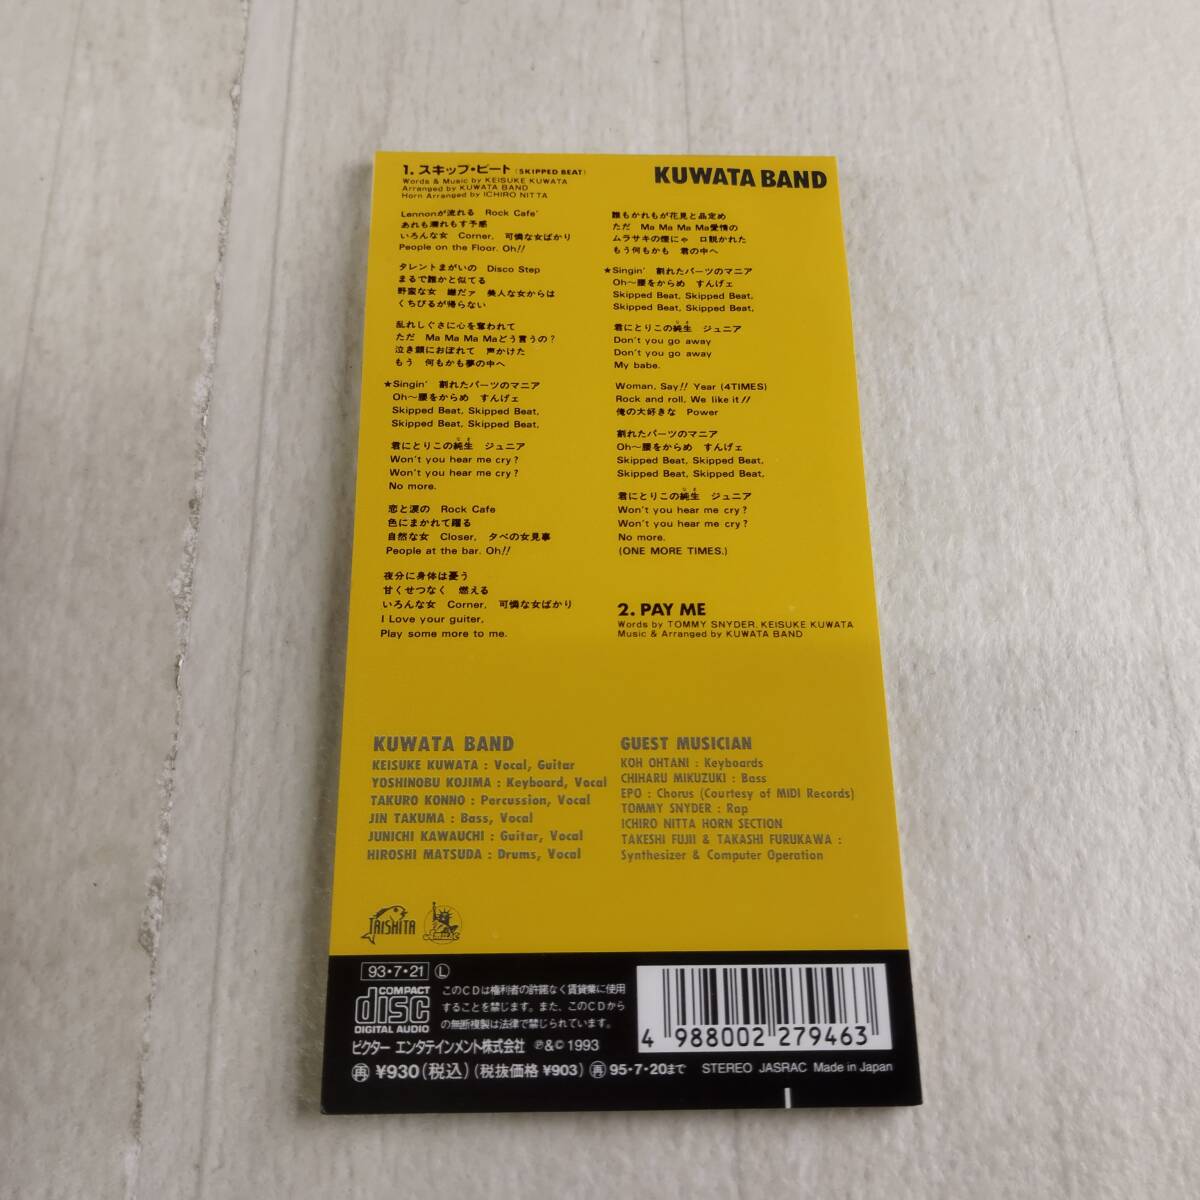 1. スキップ・ビート (SKIPPED BEAT)
Words & Music by KEISUKE KUWATA
Arranged by KUWATA BAND
Horn Arranged by ICHIRO NITTA
KUWATA BAND
Lennonが流れる Rock Cafe'
あれも濡れもす予感
いろんな女 Corner, 可憐な女ばかり
People on the Floor. Oh!!
タレントまがいの Disco Step
まるで誰かと似てる
野蛮な女 嫌だァ 美人な女からは
くちびるが帰らない
乱れしぐさに心を奪われて
ただ Ma Ma Ma Maどう言うの?
泣き顔におぼれて 声かけた
もう 何もかも夢の中へ
★Singin' 割れたパーツのマニア
Oh〜腰をからめ すんげェ
Skipped Beat, Skipped Beat,
Skipped Beat, Skipped Beat,
君にとりこの純生 ジュニア
Won't you hear me cry?
Won't you hear me cry?
No more.
恋と涙の Rock Cafe
色にまかれて躍る
自然な女 Closer, 夕べの女見事
People at the bar. Oh!!
夜分に身体は憂う
甘くせつなく 燃える
いろんな女 Corner, 可憐な女ばかり
I Love your guiter,
Play some more to me.
誰もかれもが花見と品定め
ただ Ma Ma Ma Ma愛情の
ムラサキの煙にゃ 口説かれた
もう何もかも 君の中へ
★Singin' 割れたパーツのマニア
Oh〜腰をからめ すんげェ
Skipped Beat, Skipped Beat,
Skipped Beat, Skipped Beat,
君にとりこの純生 ジュニア
Don't you go away
Don't you go away
My babe.
Woman, Say!! Year (4TIMES)
Rock and roll, We like it!!
俺の大好きな Power
割れたパーツのマニア
Oh〜腰をからめ すんげェ
Skipped Beat, Skipped Beat,
Skipped Beat, Skipped Beat,
君にとりこの純生 ジュニア
Won't you hear me cry?
Won't you hear me cry?
No more.
(ONE MORE TIMES.)
2. PAY ME
Words by TOMMY SNYDER, KEISUKE KUWATA
Music & Arranged by KUWATA BAND
KUWATA BAND
KEISUKE KUWATA : Vocal, Guitar
YOSHINOBU KOJIMA : Keyboard, Vocal
TAKURO KONNO : Percussion, Vocal
JIN TAKUMA : Bass, Vocal
JUNICHI KAWAUCHI : Guitar, Vocal
HIROSHI MATSUDA : Drums, Vocal
GUEST MUSICIAN
KOH OHTANI : Keyboards
CHIHARU MIKUZUKI : Bass
EPO : Chorus (Courtesy of MIDI Records)
TOMMY SNYDER : Rap
ICHIRO NITTA HORN SECTION
TAKESHI FUJII & TAKASHI FURUKAWA :
Synthesizer & Computer Operation
TAISHITA
93・7・21 Ⓛ
COMPACT
disc
DIGITAL AUDIO
このCDは権利者の許諾なく賃貸業に使用
することを禁じます。また、このCDから
の無断複製は法律で禁じられています。
ビクター エンタテインメント株式会社 ℗&© 1993
4 988002 279463
再 ¥930(税込)(税抜価格 ¥903) 再 95・7・20まで STEREO JASRAC Made in Japan